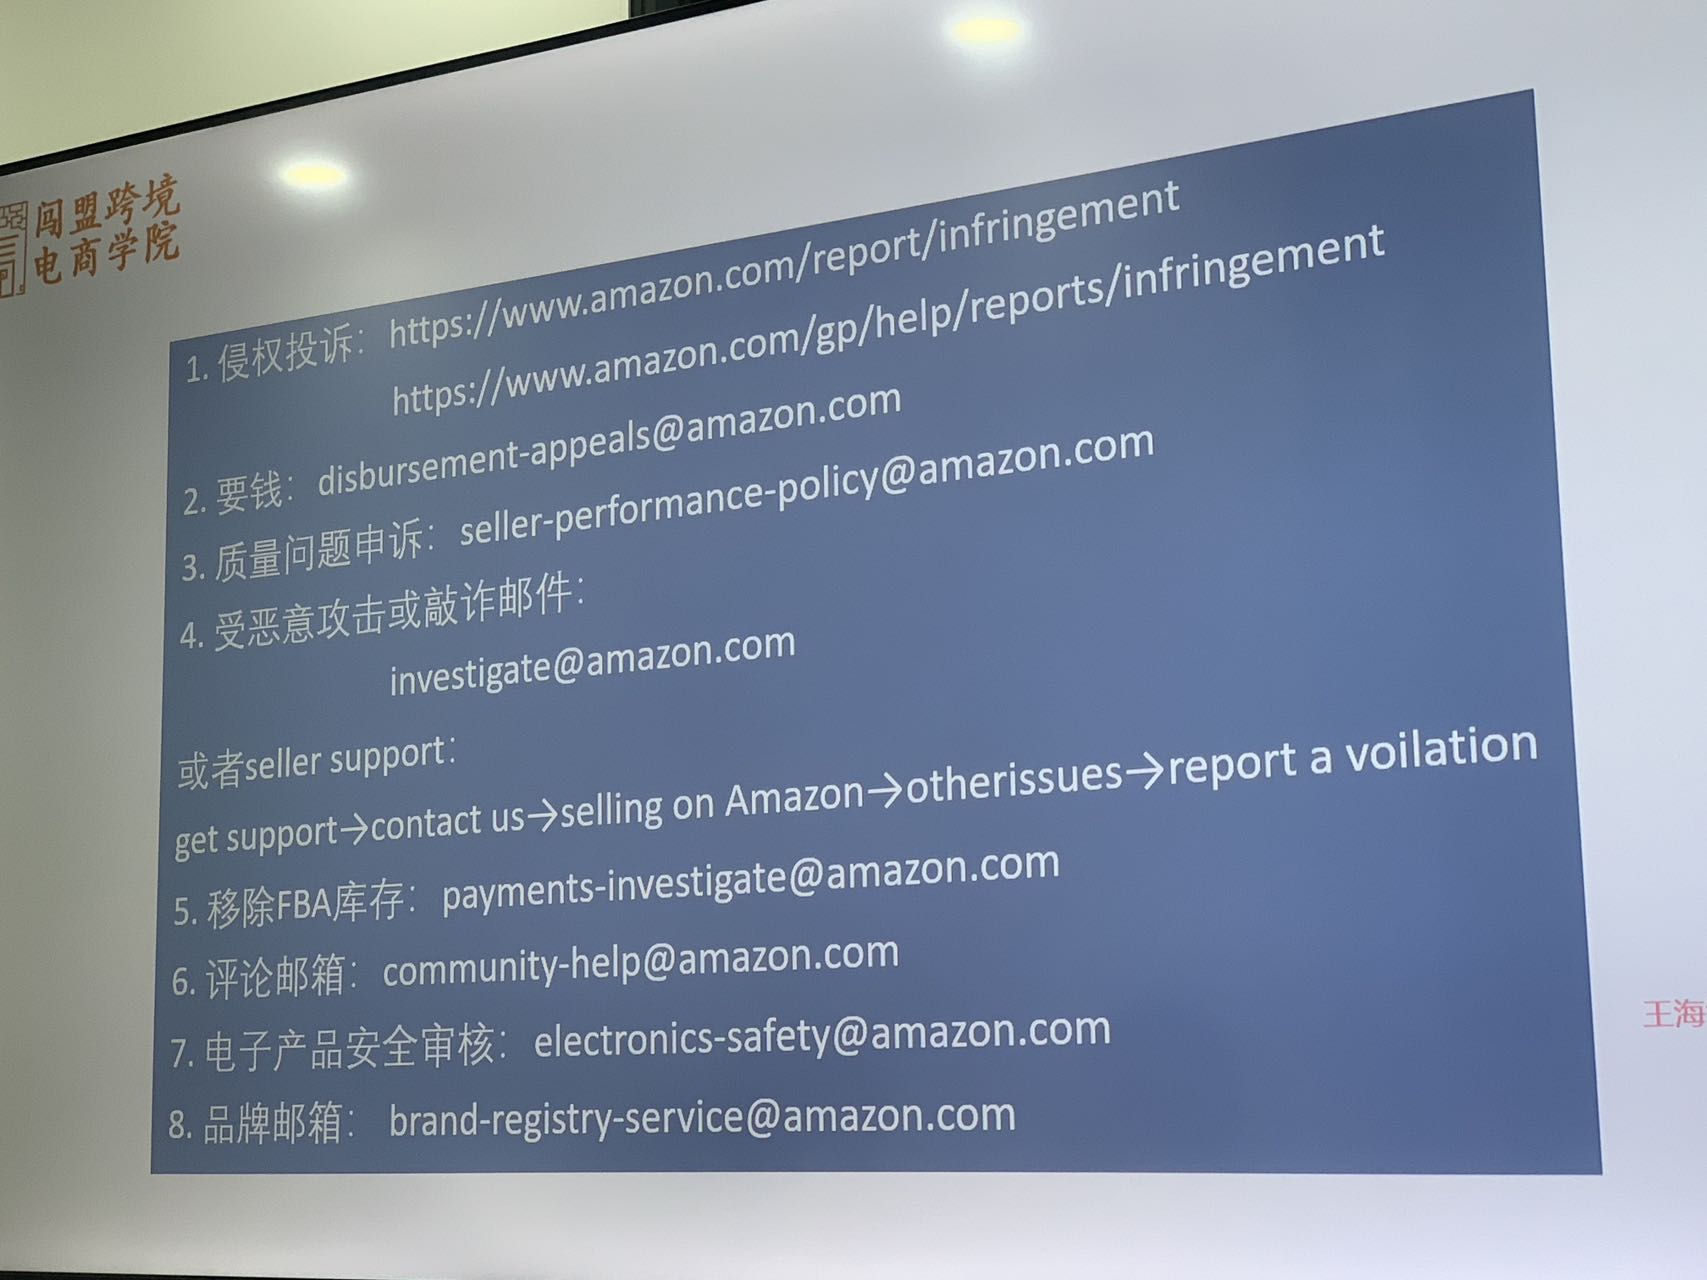 闯盟跨境
电商学院
1. 侵权投诉：https://www.amazon.com/report/infringement
https://www.amazon.com/gp/help/reports/infringement
2. 要钱：disbursement-appeals@amazon.com
3. 质量问题申诉：seller-performance-policy@amazon.com
4. 受恶意攻击或敲诈邮件：
investigate@amazon.com
或者seller support：
get support→contact us→selling on Amazon→otherissues→report a voilation
5. 移除FBA库存：payments-investigate@amazon.com
6. 评论邮箱：community-help@amazon.com
7. 电子产品安全审核：electronics-safety@amazon.com
8. 品牌邮箱： brand-registry-service@amazon.com
王海